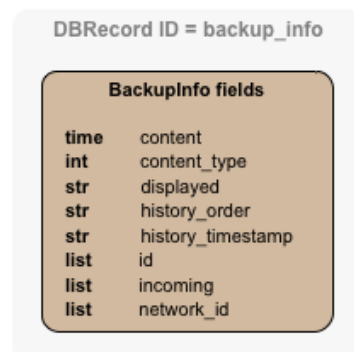 DBRecord ID = backup_info
BackupInfo fields
time content
int content_type
str displayed
str history_order
str history_timestamp
list id
list incoming
list network_id